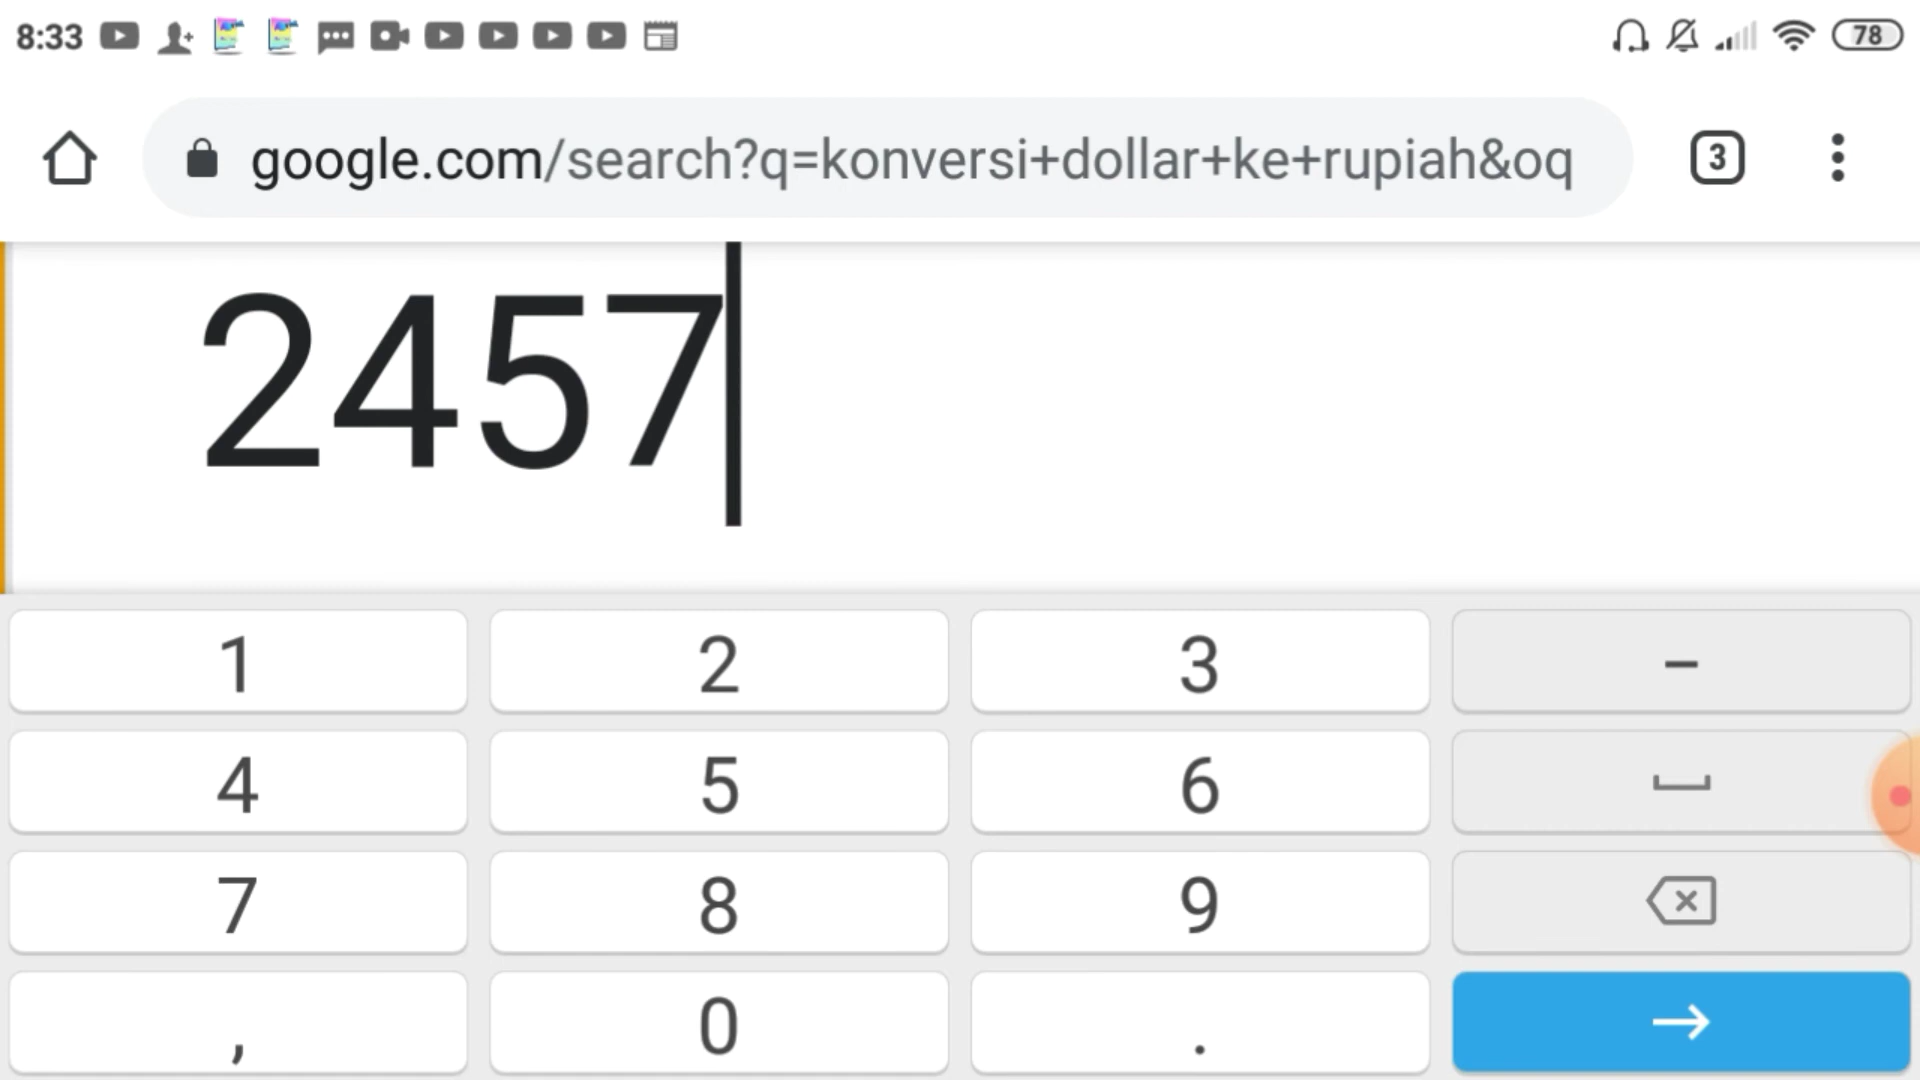 8:33 78
google.com/search?q=konversi+dollar+ke+rupiah&oq 3
2457
1 2 3 –
4 5 6
7 8 9
, 0 .